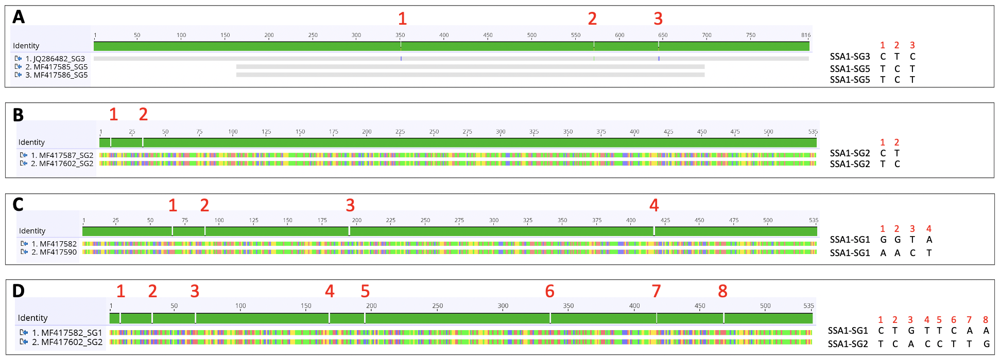 A 1 2 3
1 50 100 150 200 250 300 350 400 450 500 550 600 650 700 750 816
Identity 1 2 3
1. JQ286482_SG3 SSA1-SG3 C T C
2. MF417585_SG5 SSA1-SG5 T C T
3. MF417586_SG5 SSA1-SG5 T C T
B 1 2
1 25 50 75 100 125 150 175 200 225 250 275 300 325 350 375 400 425 450 475 500 535
Identity 1 2
1. MF417587_SG2 SSA1-SG2 C T
2. MF417602_SG2 SSA1-SG2 T C
C 1 2 3 4
1 25 50 75 100 125 150 175 200 225 250 275 300 325 350 375 400 425 450 475 500 535
Identity 1 2 3 4
1. MF417582 SSA1-SG1 G G T A
2. MF417590 SSA1-SG1 A A C T
D 1 2 3 4 5 6 7 8
1 50 100 150 200 250 300 350 400 450 500 535
Identity 1 2 3 4 5 6 7 8
1. MF417582_SG1 SSA1-SG1 C T G T T C A A
2. MF417602_SG2 SSA1-SG2 T C A C C T T G